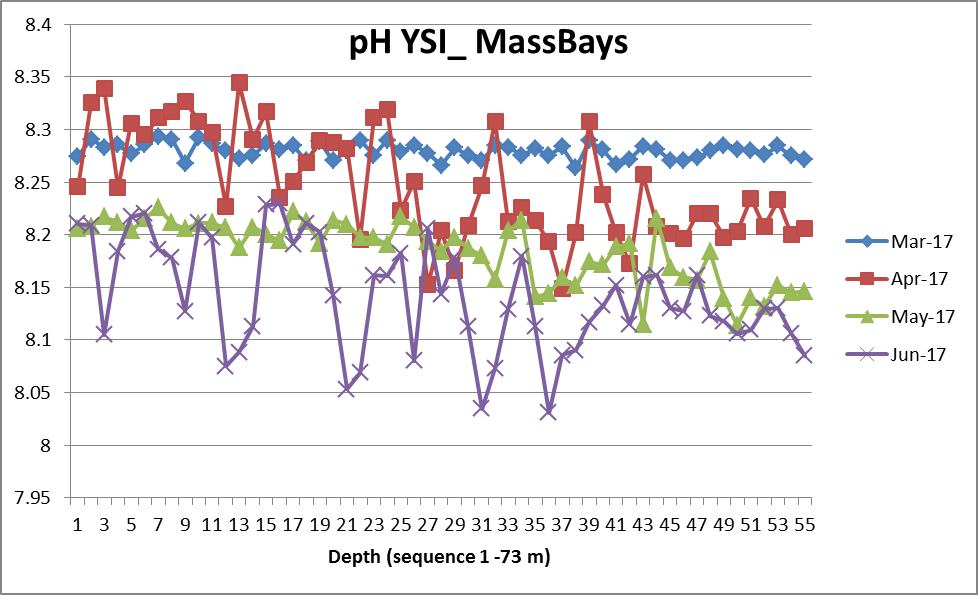 pH YSI_ MassBays
8.4
8.35
8.3
8.25
8.2
8.15
8.1
8.05
8
7.95
1 3 5 7 9 11 13 15 17 19 21 23 25 27 29 31 33 35 37 39 41 43 45 47 49 51 53 55
Depth (sequence 1 -73 m)
Mar-17
Apr-17
May-17
Jun-17